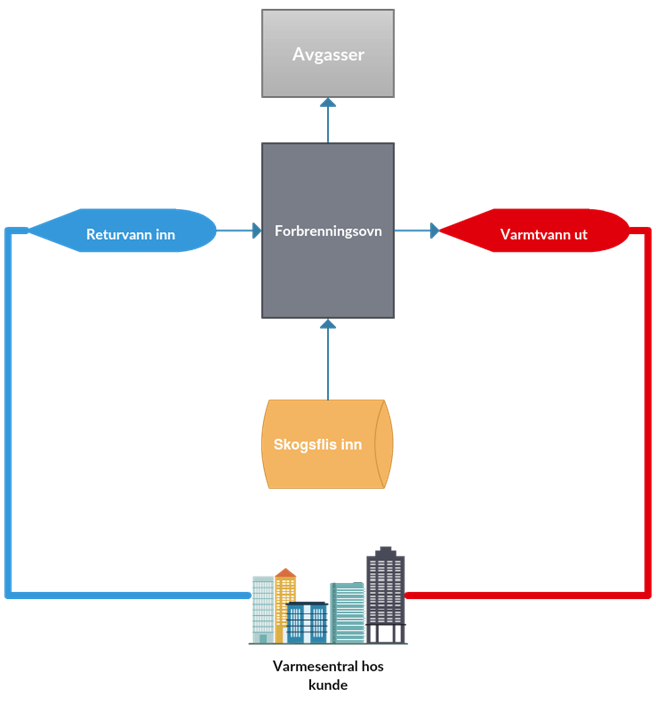 Avgasser
Returvann inn
Forbrenningsovn
Varmtvann ut
Skogsflis inn
Varmesentral hos
kunde